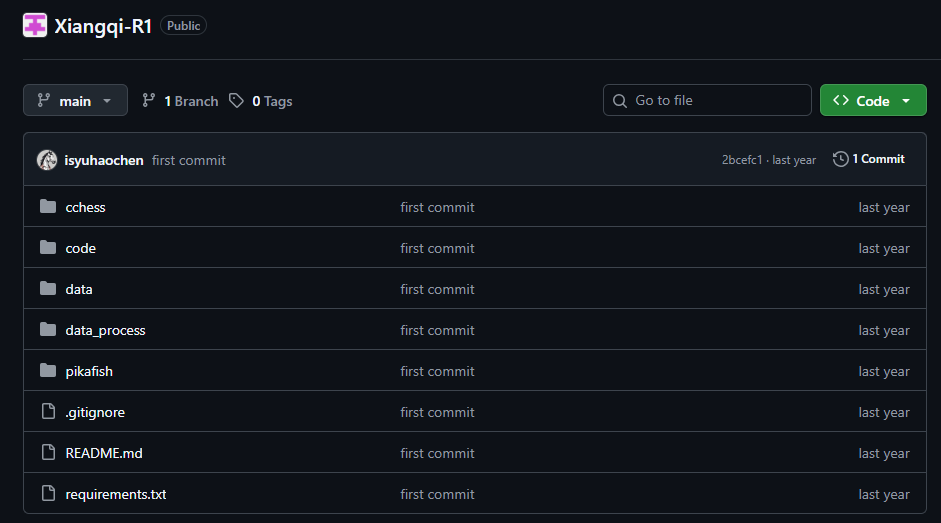 Xiangqi-R1 Public
main 1 Branch 0 Tags Go to file Code
isyuhaochen first commit 2bcefc1 · last year 1 Commit
cchess first commit last year
code first commit last year
data first commit last year
data_process first commit last year
pikafish first commit last year
.gitignore first commit last year
README.md first commit last year
requirements.txt first commit last year